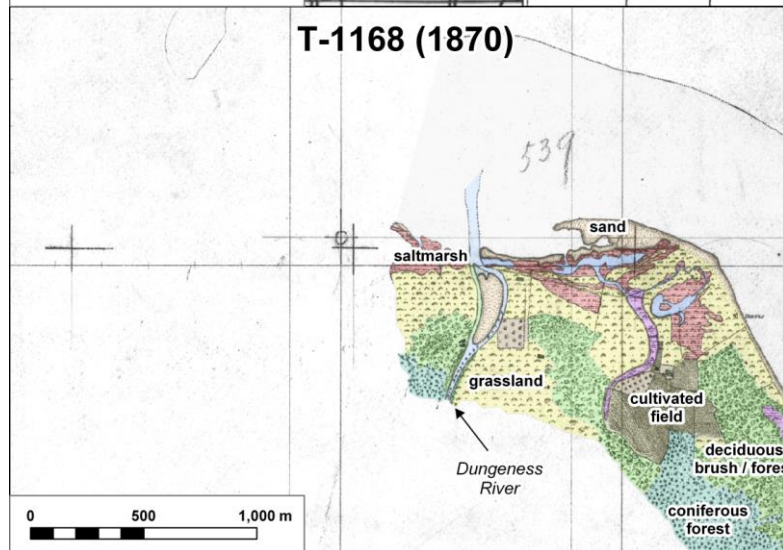 T-1168 (1870)
539
sand
saltmarsh
grassland
cultivated
field
deciduous
brush / fores
Dungeness
River
coniferous
forest
0 500 1,000 m